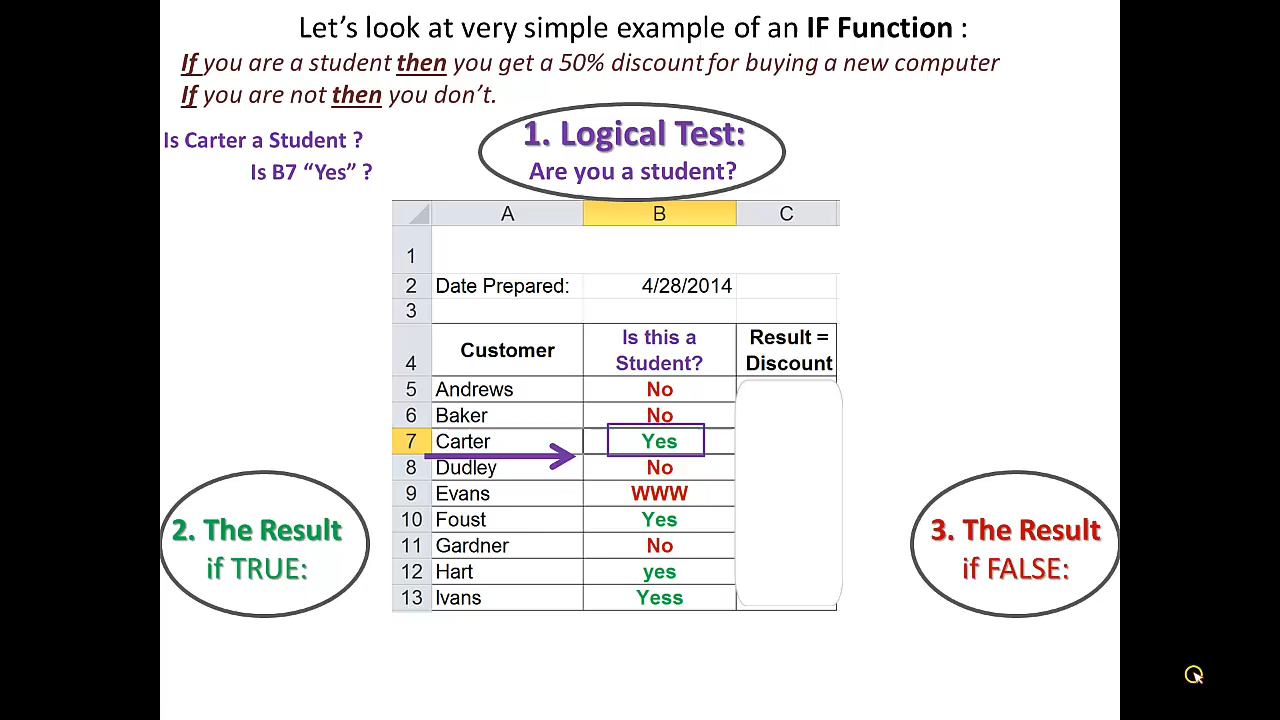 Let's look at very simple example of an IF Function :
If you are a student then you get a 50% discount for buying a new computer
If you are not then you don't.
Is Carter a Student ?
Is B7 “Yes” ?
1. Logical Test:
Are you a student?
A B C
1
2 Date Prepared: 4/28/2014
3
4 Customer Is this a Student? Result = Discount
5 Andrews No
6 Baker No
7 Carter Yes
8 Dudley No
9 Evans WWW
10 Foust Yes
11 Gardner No
12 Hart yes
13 Ivans Yess
2. The Result
if TRUE:
3. The Result
if FALSE: